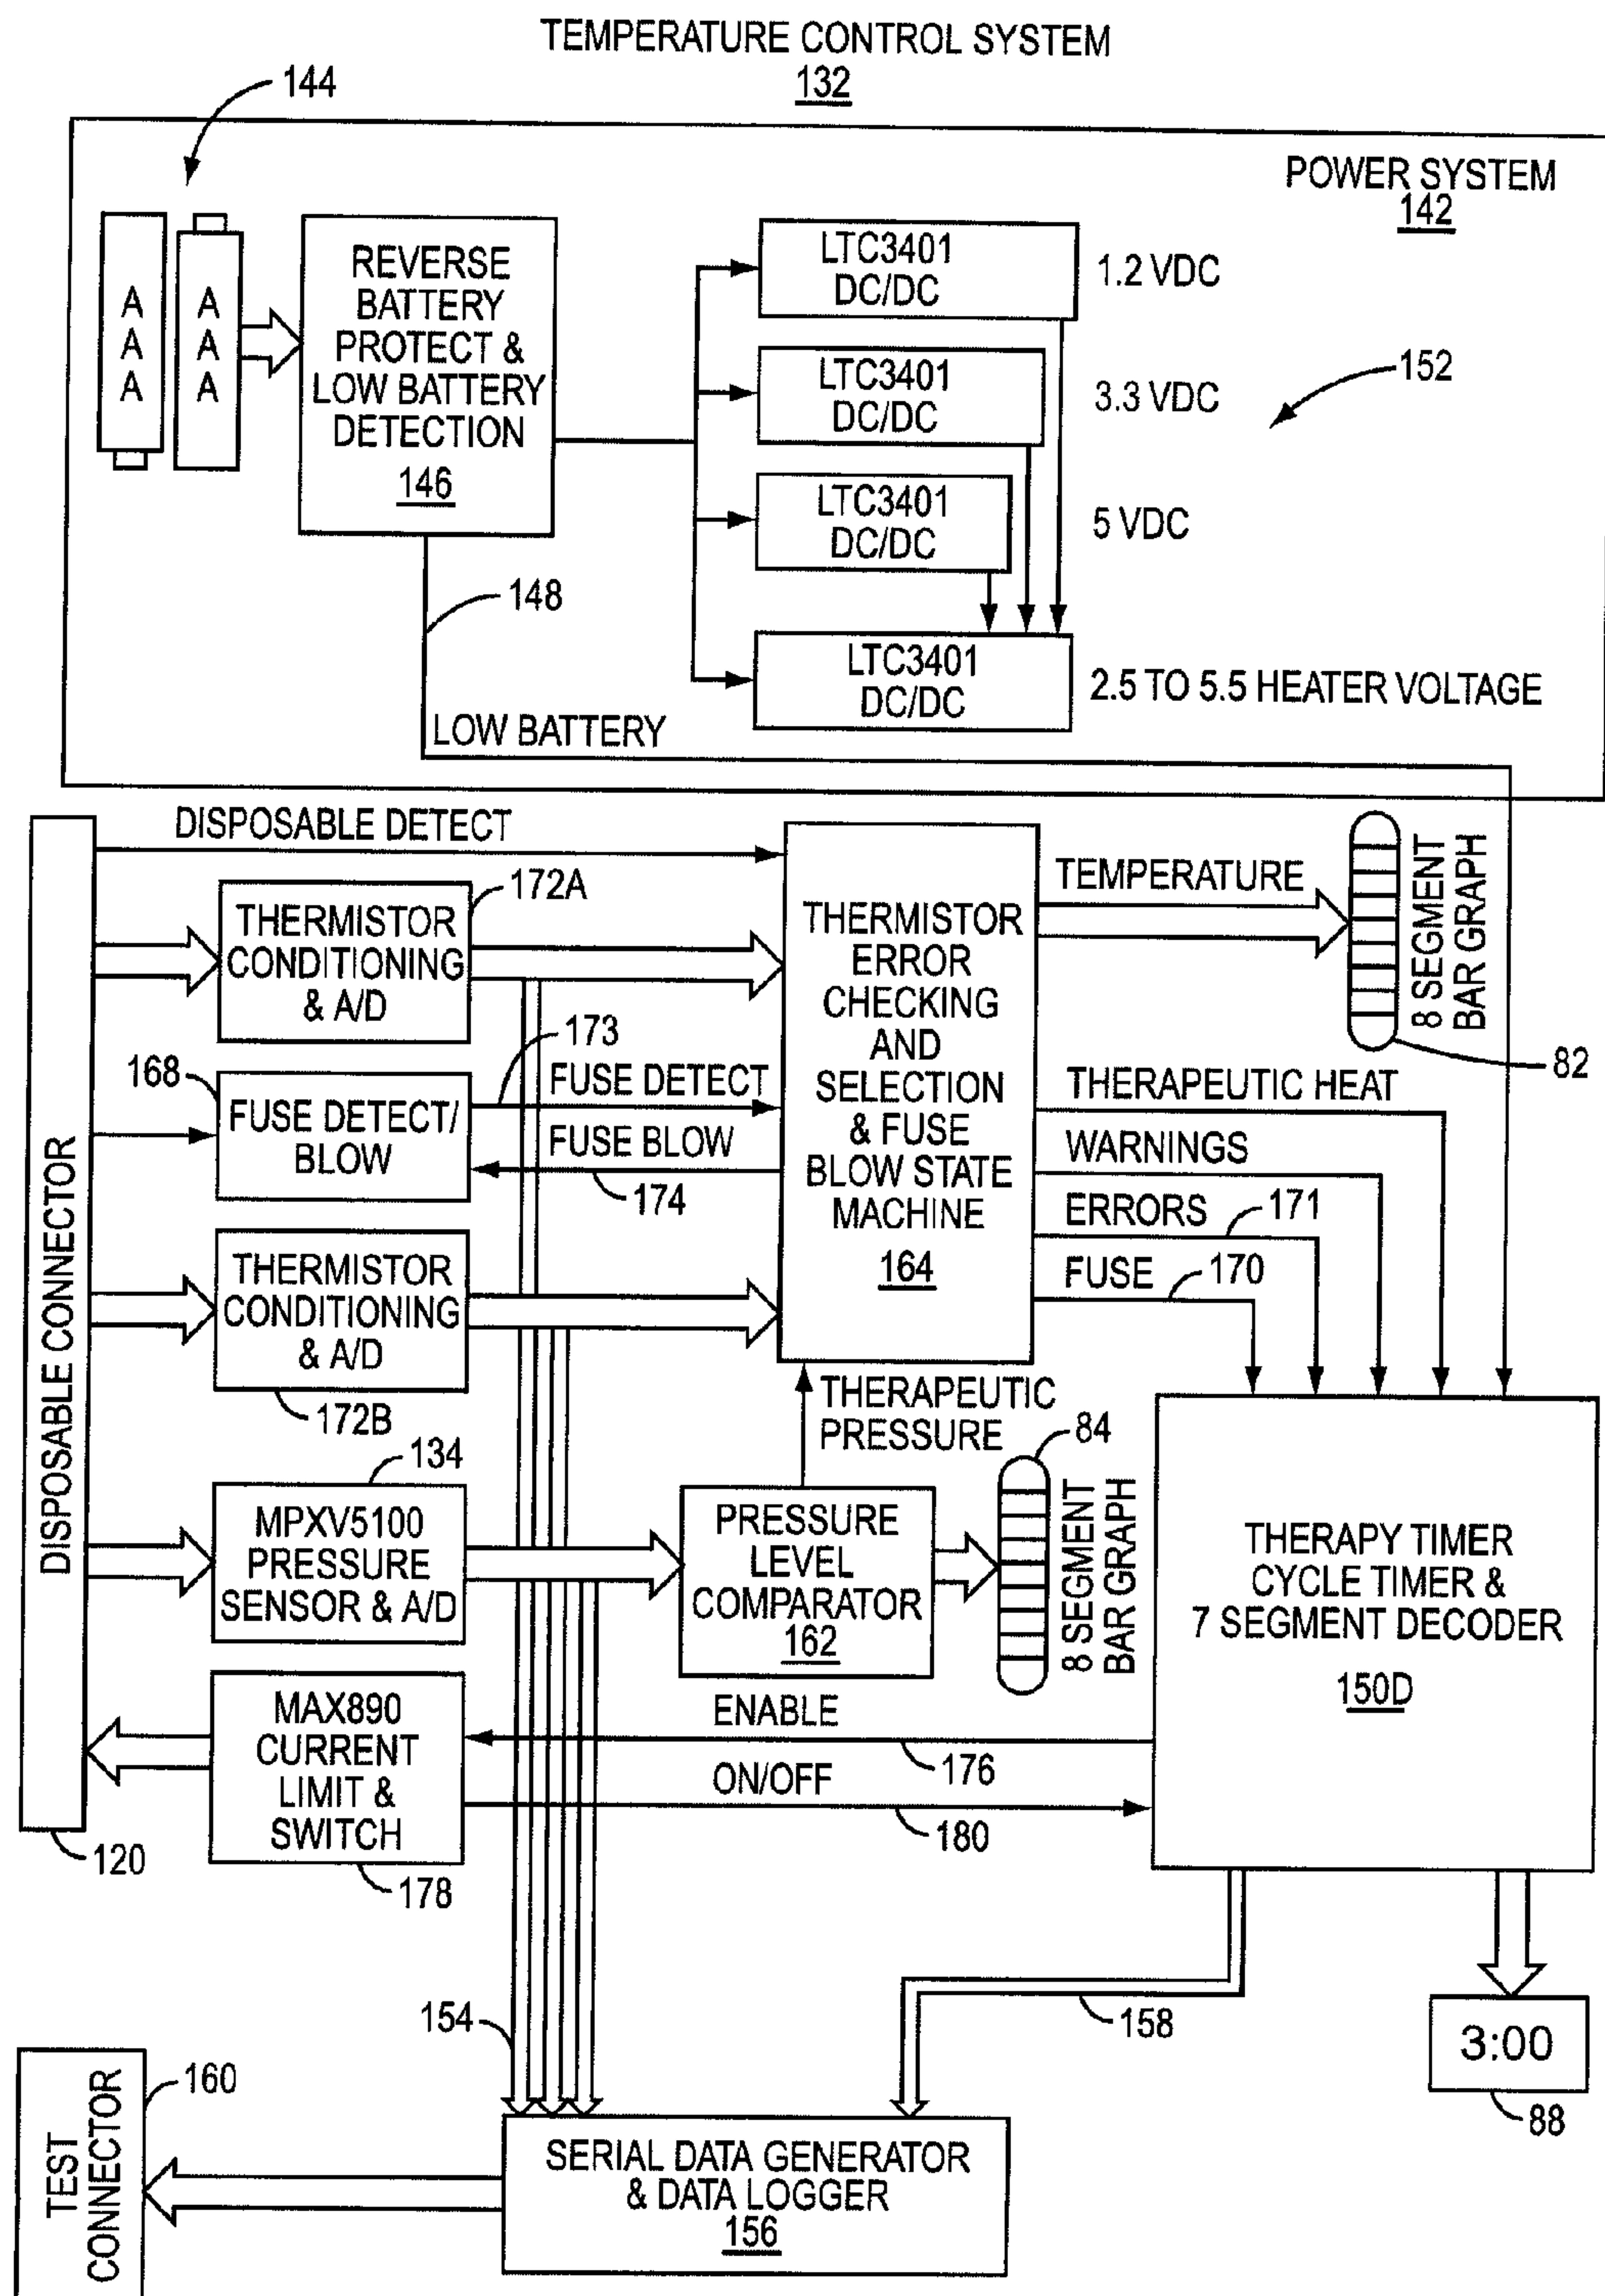 TEMPERATURE CONTROL SYSTEM
132
144
POWER SYSTEM
142
A
A
A
A
A
A
REVERSE
BATTERY
PROTECT &
LOW BATTERY
DETECTION
146
LTC3401
DC/DC
1.2 VDC
LTC3401
DC/DC
3.3 VDC
152
LTC3401
DC/DC
5 VDC
148
LTC3401
DC/DC
2.5 TO 5.5 HEATER VOLTAGE
LOW BATTERY
DISPOSABLE CONNECTOR
120
DISPOSABLE DETECT
172A
THERMISTOR
CONDITIONING
& A/D
173
168
FUSE DETECT/
BLOW
FUSE DETECT
FUSE BLOW
174
THERMISTOR
CONDITIONING
& A/D
172B
THERMISTOR
ERROR
CHECKING
AND
SELECTION
& FUSE
BLOW STATE
MACHINE
164
TEMPERATURE
8 SEGMENT
BAR GRAPH
82
THERAPEUTIC HEAT
WARNINGS
ERRORS
171
FUSE
170
THERAPEUTIC
PRESSURE
134
MPXV5100
PRESSURE
SENSOR & A/D
PRESSURE
LEVEL
COMPARATOR
162
84
8 SEGMENT
BAR GRAPH
THERAPY TIMER
CYCLE TIMER &
7 SEGMENT DECODER
150D
MAX890
CURRENT
LIMIT &
SWITCH
178
ENABLE
176
ON/OFF
180
154
158
3:00
88
TEST
CONNECTOR
160
SERIAL DATA GENERATOR
& DATA LOGGER
156